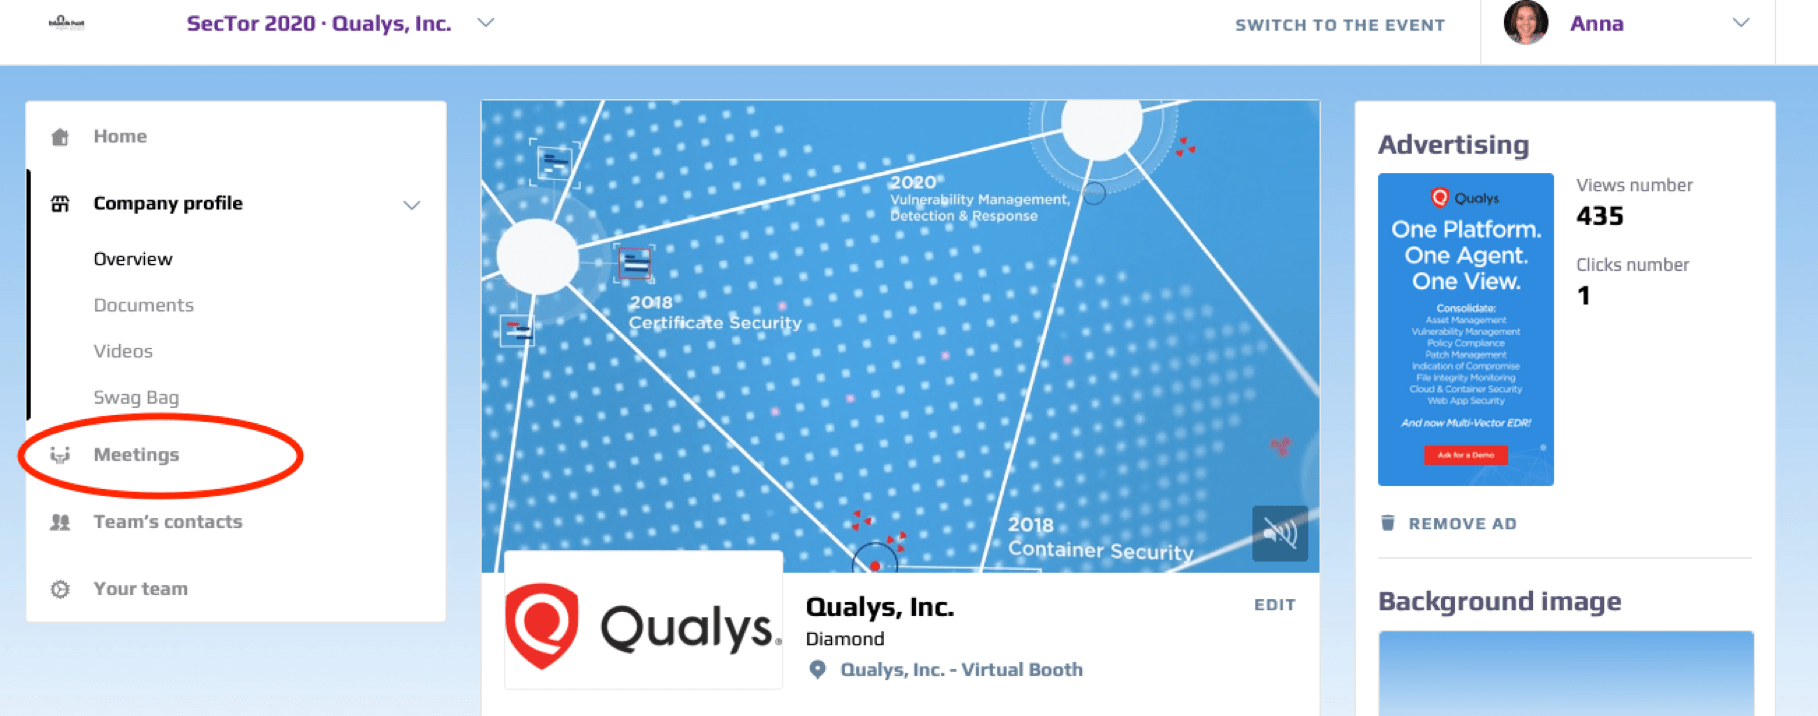 SecTor 2020 · Qualys, Inc.
SWITCH TO THE EVENT
Anna
Home
Company profile
Overview
Documents
Videos
Swag Bag
Meetings
Team's contacts
Your team
2020
Vulnerability Management,
Detection & Response
2018
Certificate Security
2018
Container Security
Qualys.
Qualys, Inc.
Diamond
Qualys, Inc. - Virtual Booth
EDIT
Advertising
Qualys
One Platform.
One Agent.
One View.
Consolidate:
Asset Management
Vulnerability Management
Policy Compliance
Patch Management
Indication of Compromise
File Integrity Monitoring
Cloud & Container Security
Web App Security
And now Multi-Vector EDR!
Ask for a Demo
Views number
435
Clicks number
1
REMOVE AD
Background image